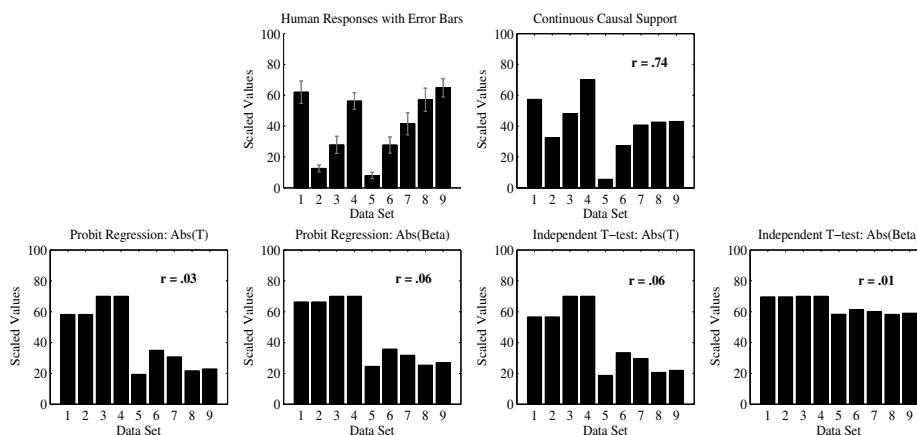 Human Responses with Error Bars
100
80
60
40
20
0
Scaled Values
1 2 3 4 5 6 7 8 9
Data Set
Continuous Causal Support
100
80
60
40
20
0
Scaled Values
r = .74
1 2 3 4 5 6 7 8 9
Data Set
Probit Regression: Abs(T)
100
80
60
40
20
0
Scaled Values
r = .03
1 2 3 4 5 6 7 8 9
Data Set
Probit Regression: Abs(Beta)
100
80
60
40
20
0
Scaled Values
r = .06
1 2 3 4 5 6 7 8 9
Data Set
Independent T−test: Abs(T)
100
80
60
40
20
0
Scaled Values
r = .06
1 2 3 4 5 6 7 8 9
Data Set
Independent T−test: Abs(Beta)
100
80
60
40
20
0
Scaled Values
r = .01
1 2 3 4 5 6 7 8 9
Data Set